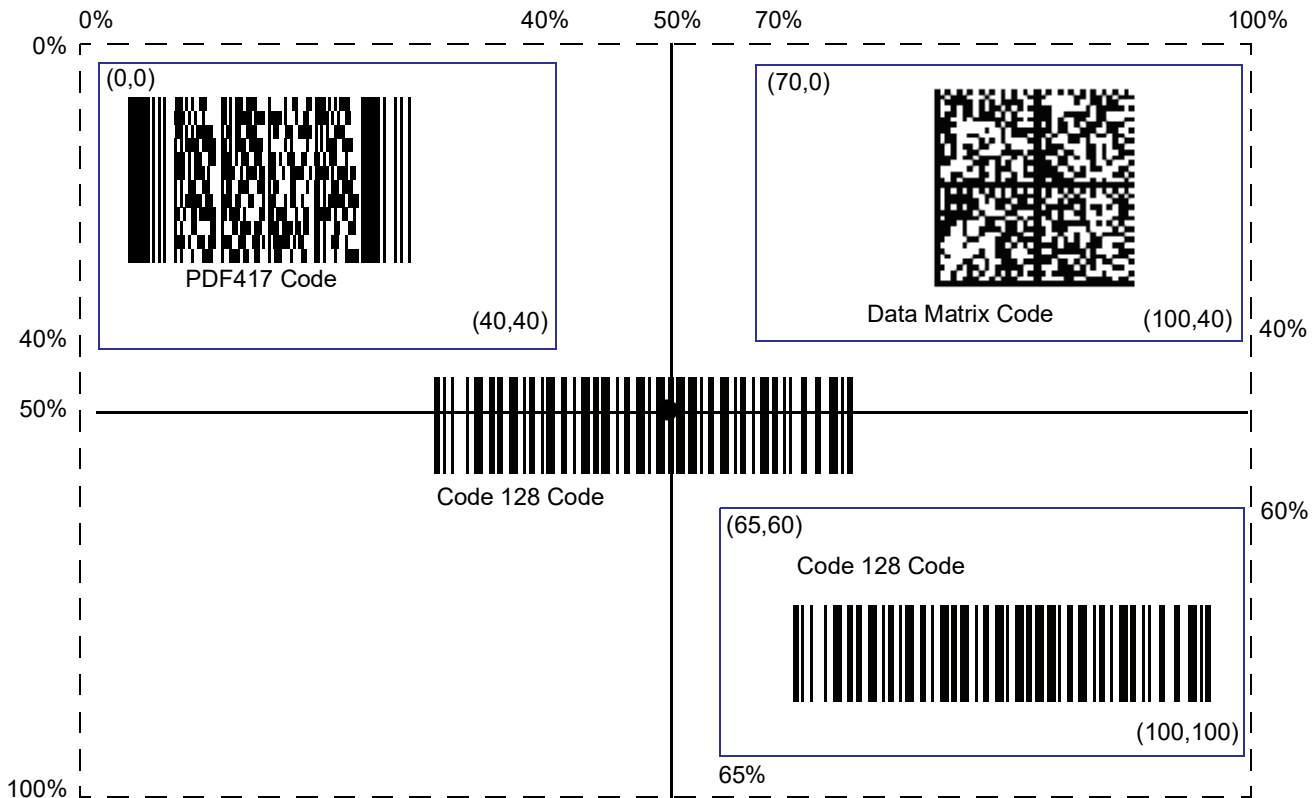 0% 40% 50% 70% 100%
0%
(0,0)
(70,0)
PDF417 Code
Data Matrix Code
(40,40)
(100,40)
40%
40%
50%
Code 128 Code
60%
(65,60)
Code 128 Code
(100,100)
65%
100%